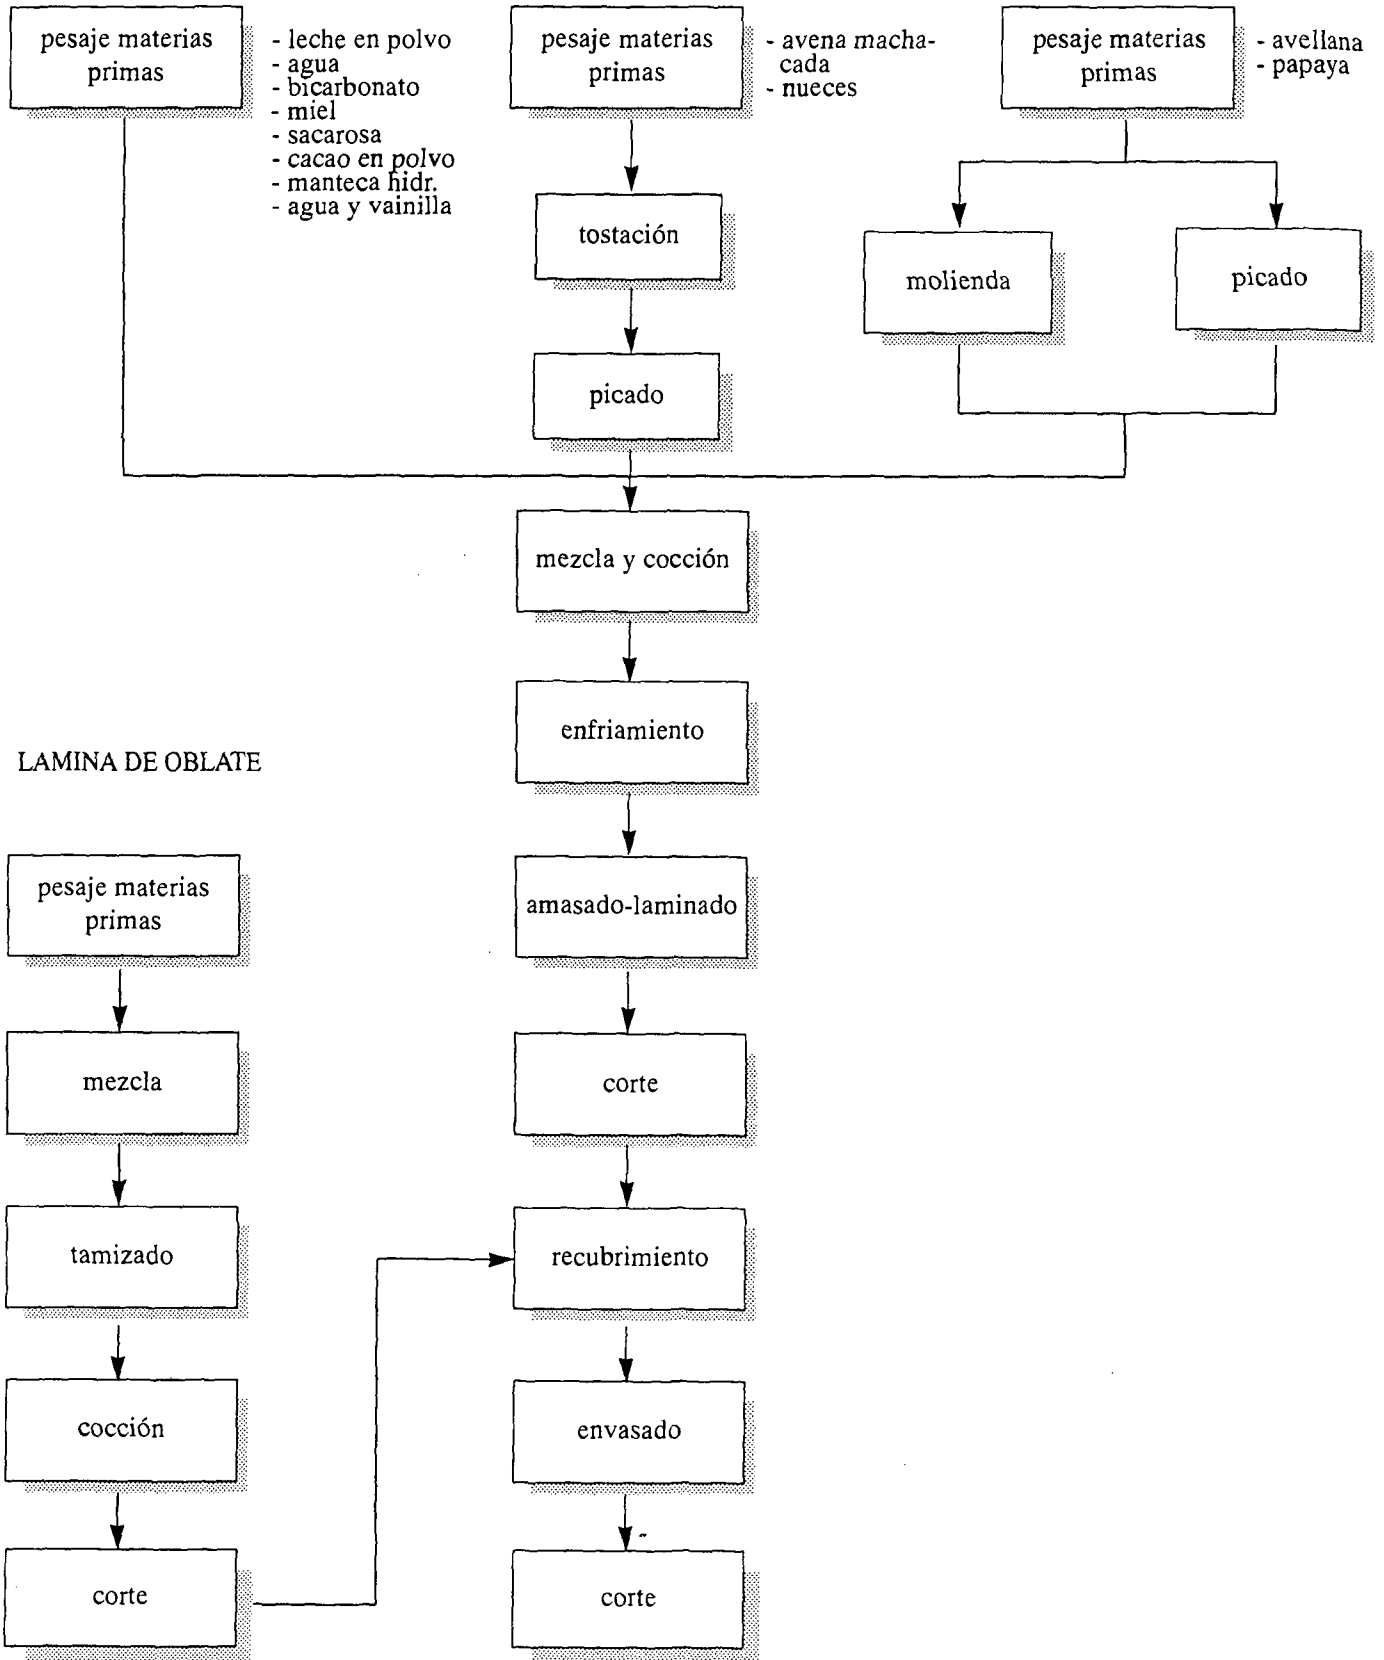 pesaje materias
primas
- leche en polvo
- agua
- bicarbonato
- miel
- sacarosa
- cacao en polvo
- manteca hidr.
- agua y vainilla
pesaje materias
primas
- avena macha-
cada
- nueces
pesaje materias
primas
- avellana
- papaya
tostación
molienda
picado
picado
mezcla y cocción
enfriamiento
LAMINA DE OBLATE
pesaje materias
primas
amasado-laminado
mezcla
corte
tamizado
recubrimiento
cocción
envasado
corte
corte